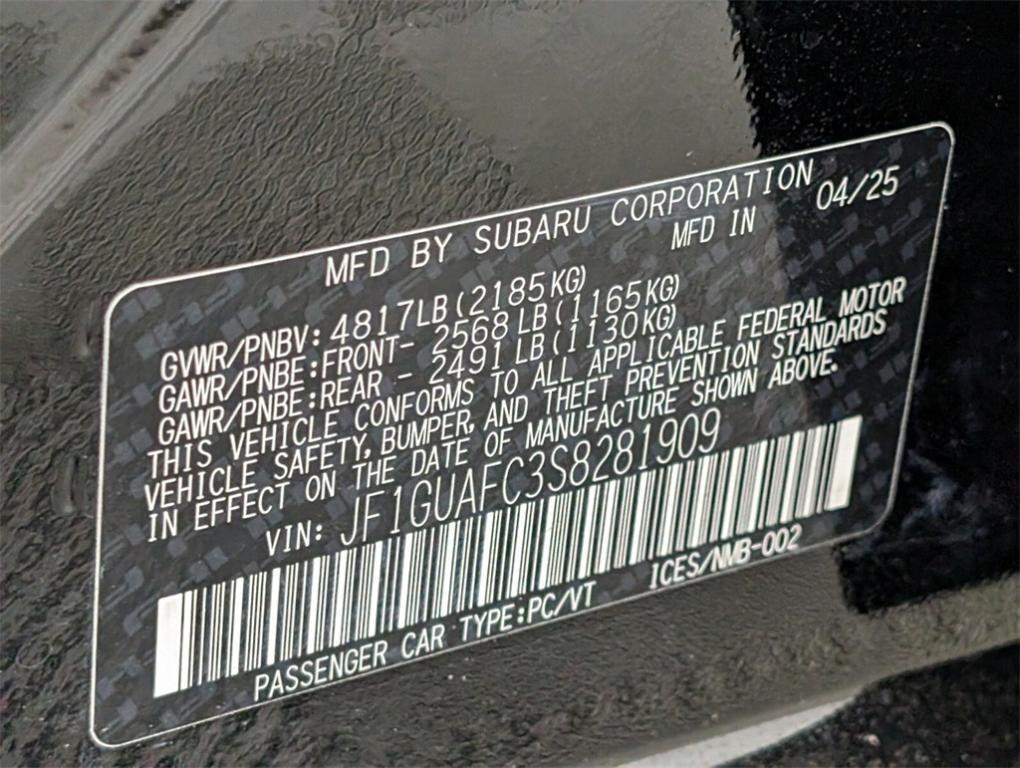 MFD BY SUBARU CORPORATION 04/25
MFD IN
GVWR/PNBV: 4817LB(2185KG)
GAWR/PNBE:FRONT- 2568LB(1165KG)
GAWR/PNBE:REAR - 2491LB(1130KG)
THIS VEHICLE CONFORMS TO ALL APPLICABLE FEDERAL MOTOR
VEHICLE SAFETY,BUMPER,AND THEFT PREVENTION STANDARDS
IN EFFECT ON THE DATE OF MANUFACTURE SHOWN ABOVE.
VIN: JF1GUAFC3S8281909
PASSENGER CAR TYPE:PC/VT ICES/NMB-002